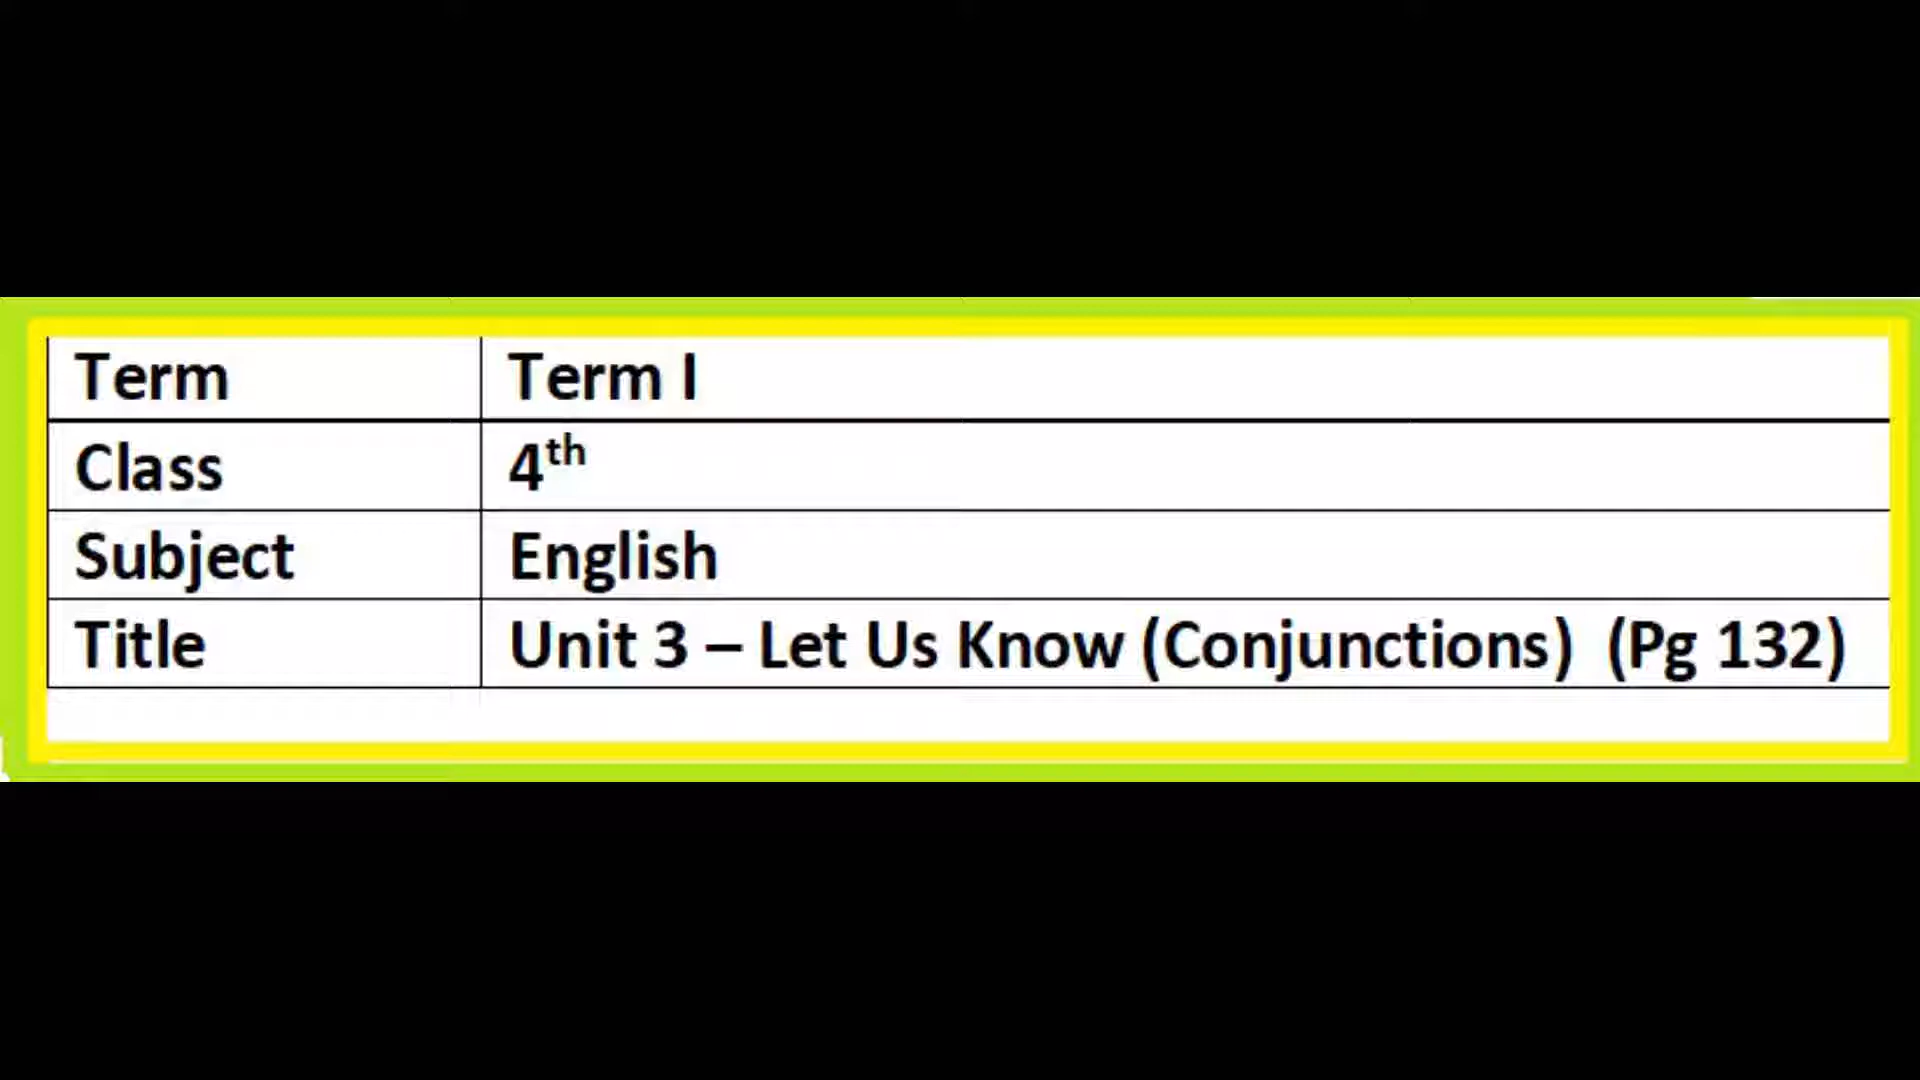 Term Term I
Class 4th
Subject English
Title Unit 3 – Let Us Know (Conjunctions) (Pg 132)